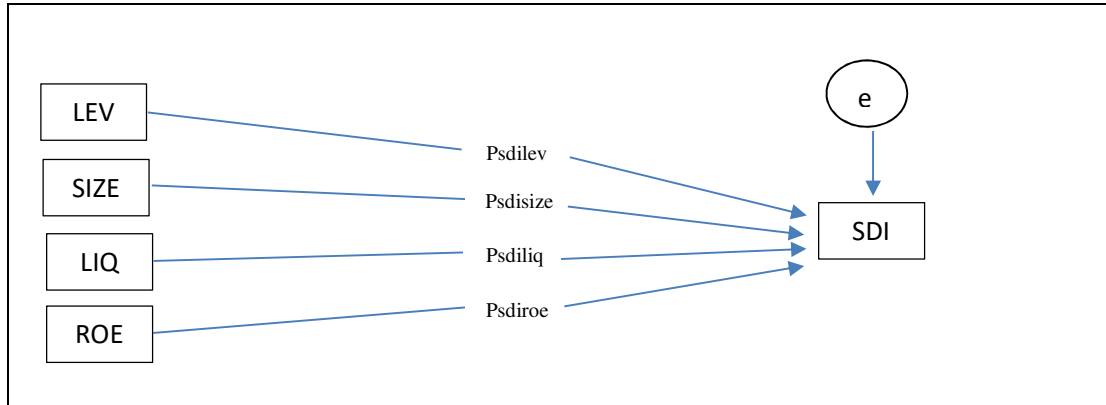 LEV
e
Psdilev
SIZE
Psdisize
SDI
LIQ
Psdiliq
Psdiroe
ROE